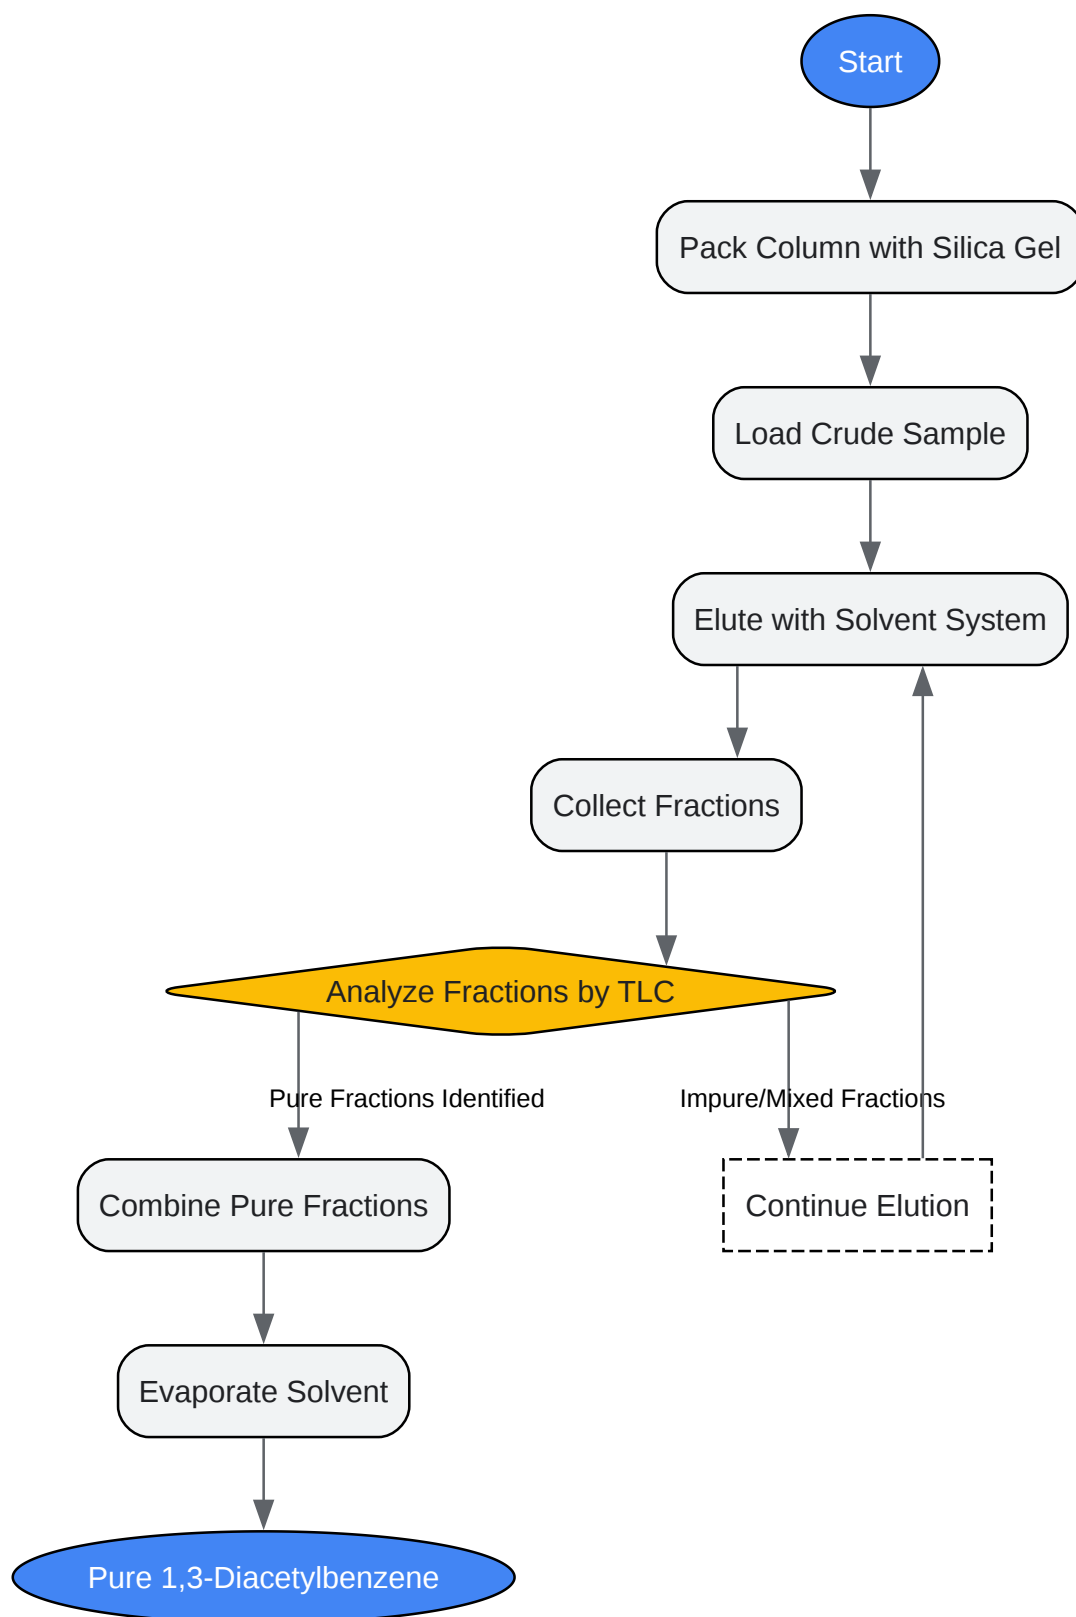 Start
Pack Column with Silica Gel
Load Crude Sample
Elute with Solvent System
Collect Fractions
Analyze Fractions by TLC
Pure Fractions Identified
Impure/Mixed Fractions
Combine Pure Fractions
Continue Elution
Evaporate Solvent
Pure 1,3-Diacetylbenzene